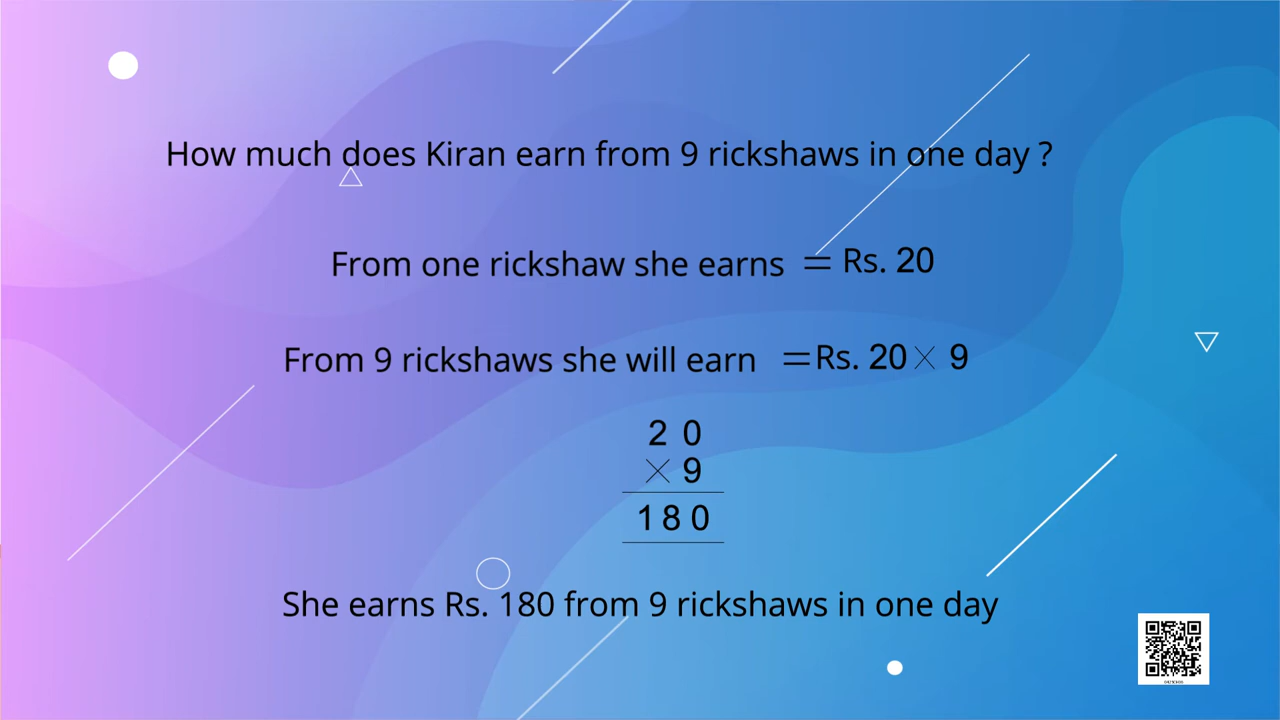 How much does Kiran earn from 9 rickshaws in one day ?
From one rickshaw she earns = Rs. 20
From 9 rickshaws she will earn = Rs. 20 × 9
2 0
× 9
1 8 0
She earns Rs. 180 from 9 rickshaws in one day